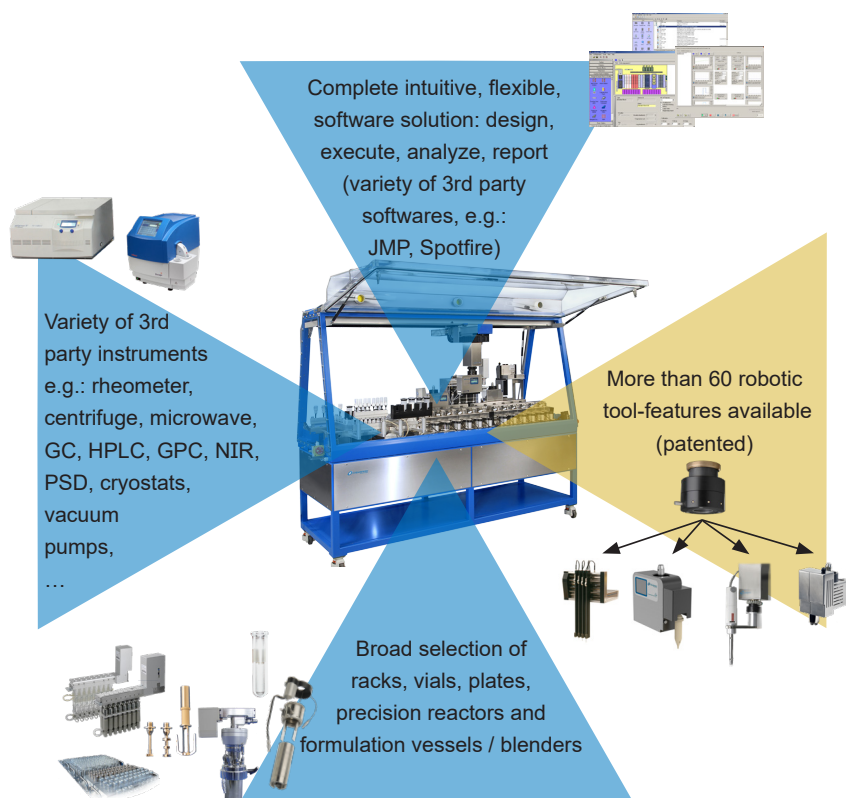 Complete intuitive, flexible,
software solution: design,
execute, analyze, report
(variety of 3rd party
softwares, e.g.:
JMP, Spotfire)
Variety of 3rd
party instruments
e.g.: rheometer,
centrifuge, microwave,
GC, HPLC, GPC, NIR,
PSD, cryostats,
vacuum
pumps,
…
More than 60 robotic
tool-features available
(patented)
Broad selection of
racks, vials, plates,
precision reactors and
formulation vessels / blenders